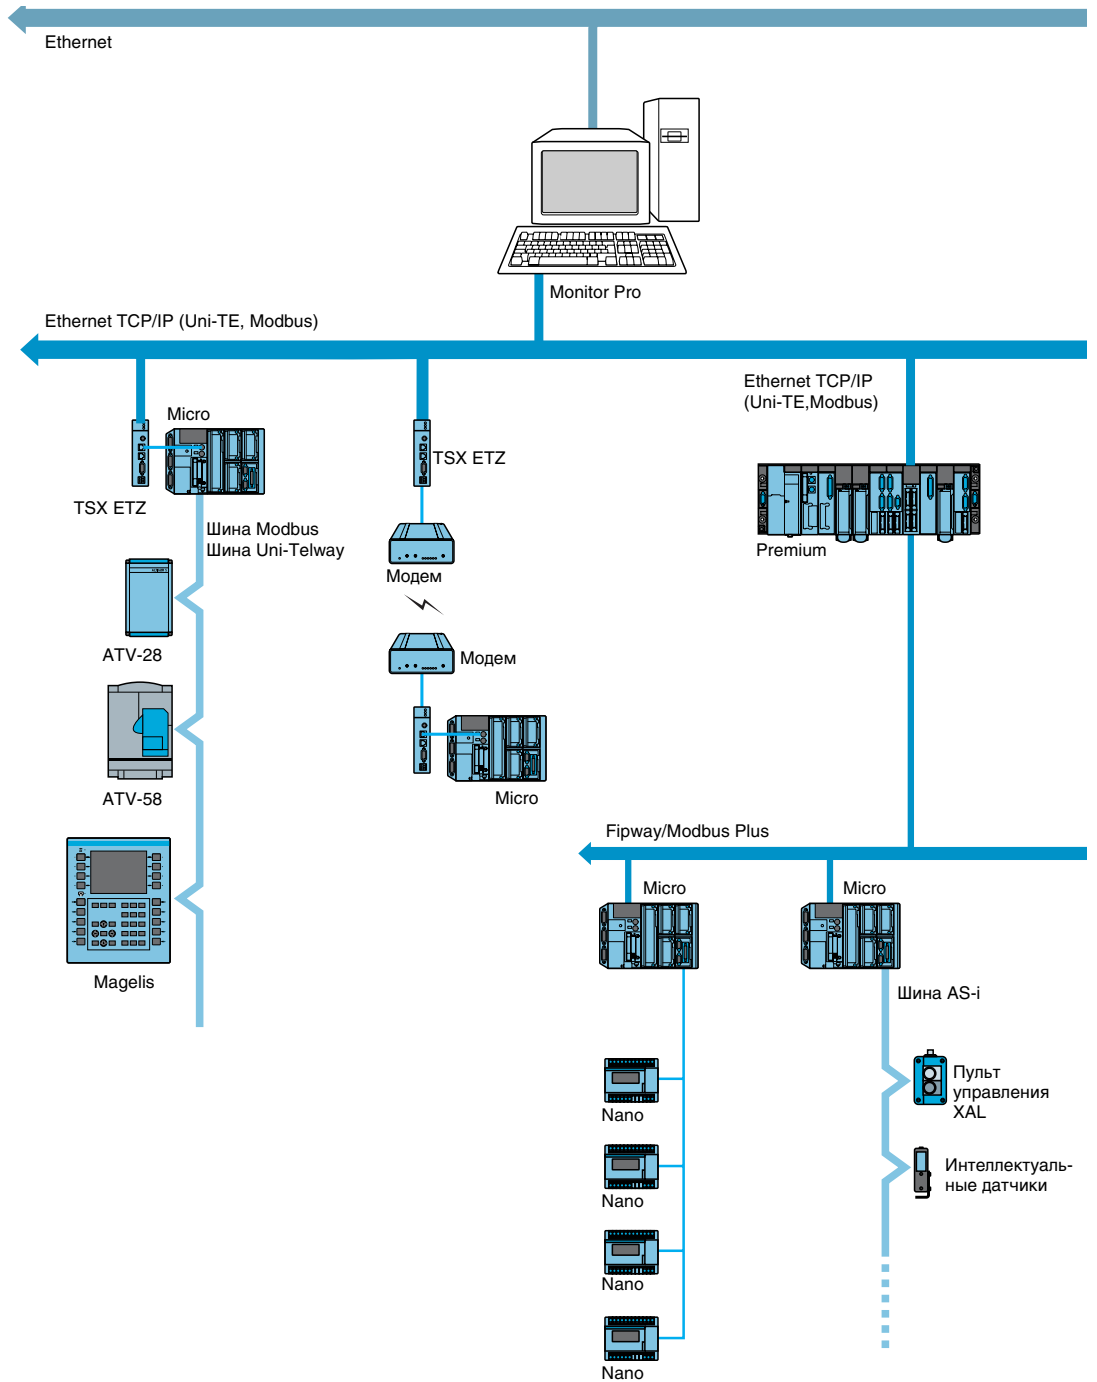 Ethernet
Monitor Pro
Ethernet TCP/IP (Uni-TE, Modbus)
Ethernet TCP/IP
(Uni-TE,Modbus)
Micro
TSX ETZ
TSX ETZ
Шина Modbus
Шина Uni-Telway
Premium
Модем
ATV-28
Модем
ATV-58
Micro
Fipway/Modbus Plus
Micro
Micro
Magelis
Шина AS-i
Пульт
управления
XAL
Nano
Интеллектуаль-
ные датчики
Nano
Nano
Nano